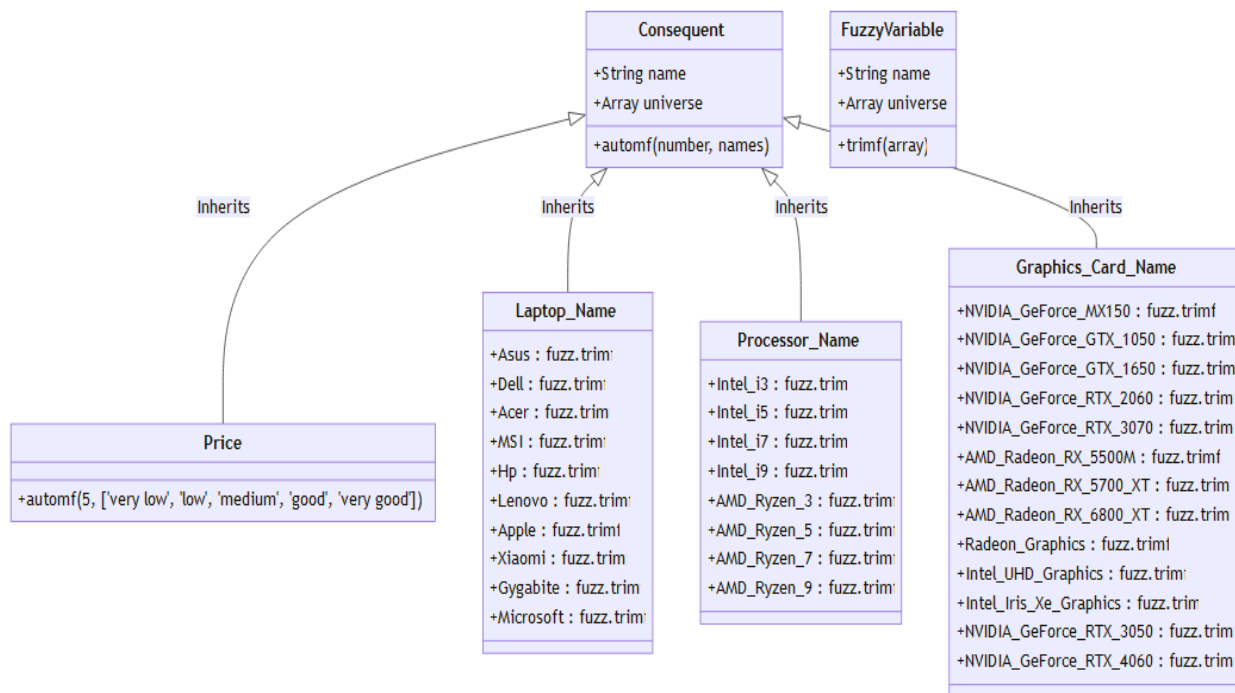 Consequent
+String name
+Array universe
+automf(number, names)
FuzzyVariable
+String name
+Array universe
+trimf(array)
Inherits
Inherits
Inherits
Inherits
Price
+automf(5, ['very low', 'low', 'medium', 'good', 'very good'])
Laptop_Name
+Asus : fuzz.trimf
+Dell : fuzz.trimf
+Acer : fuzz.trim
+MSI : fuzz.trimf
+Hp : fuzz.trimf
+Lenovo : fuzz.trimf
+Apple : fuzz.trimf
+Xiaomi : fuzz.trim
+Gygabite : fuzz.trim
+Microsoft : fuzz.trimf
Processor_Name
+Intel_i3 : fuzz.trim
+Intel_i5 : fuzz.trim
+Intel_i7 : fuzz.trim
+Intel_i9 : fuzz.trim
+AMD_Ryzen_3 : fuzz.trimf
+AMD_Ryzen_5 : fuzz.trimf
+AMD_Ryzen_7 : fuzz.trimf
+AMD_Ryzen_9 : fuzz.trimf
Graphics_Card_Name
+NVIDIA_GeForce_MX150 : fuzz.trimf
+NVIDIA_GeForce_GTX_1050 : fuzz.trim
+NVIDIA_GeForce_GTX_1650 : fuzz.trim
+NVIDIA_GeForce_RTX_2060 : fuzz.trim
+NVIDIA_GeForce_RTX_3070 : fuzz.trim
+AMD_Radeon_RX_5500M : fuzz.trimf
+AMD_Radeon_RX_5700_XT : fuzz.trim
+AMD_Radeon_RX_6800_XT : fuzz.trim
+Radeon_Graphics : fuzz.trimf
+Intel_UHD_Graphics : fuzz.trimf
+Intel_Iris_Xe_Graphics : fuzz.trim
+NVIDIA_GeForce_RTX_3050 : fuzz.trim
+NVIDIA_GeForce_RTX_4060 : fuzz.trim